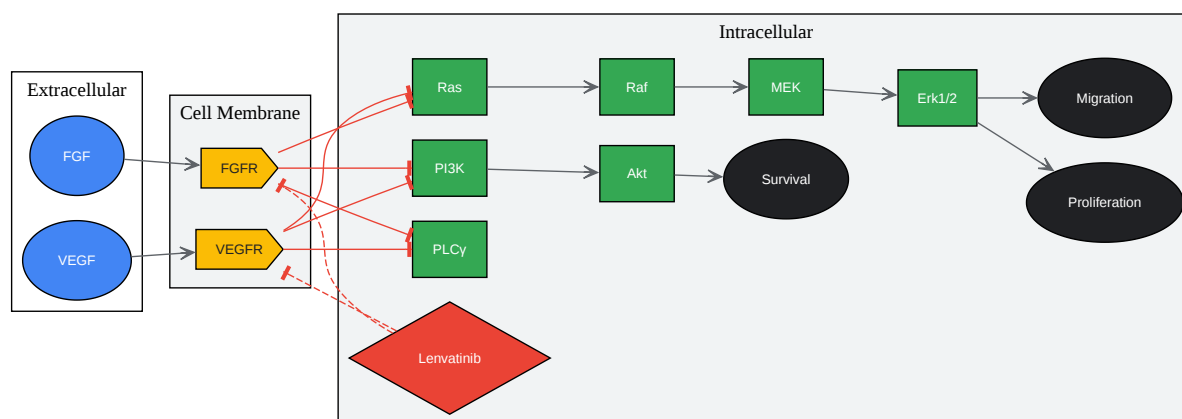 Extracellular
FGF
VEGF
Cell Membrane
FGFR
VEGFR
Intracellular
Ras
Raf
MEK
Erk1/2
Migration
PI3K
Akt
Survival
Proliferation
PLCγ
Lenvatinib